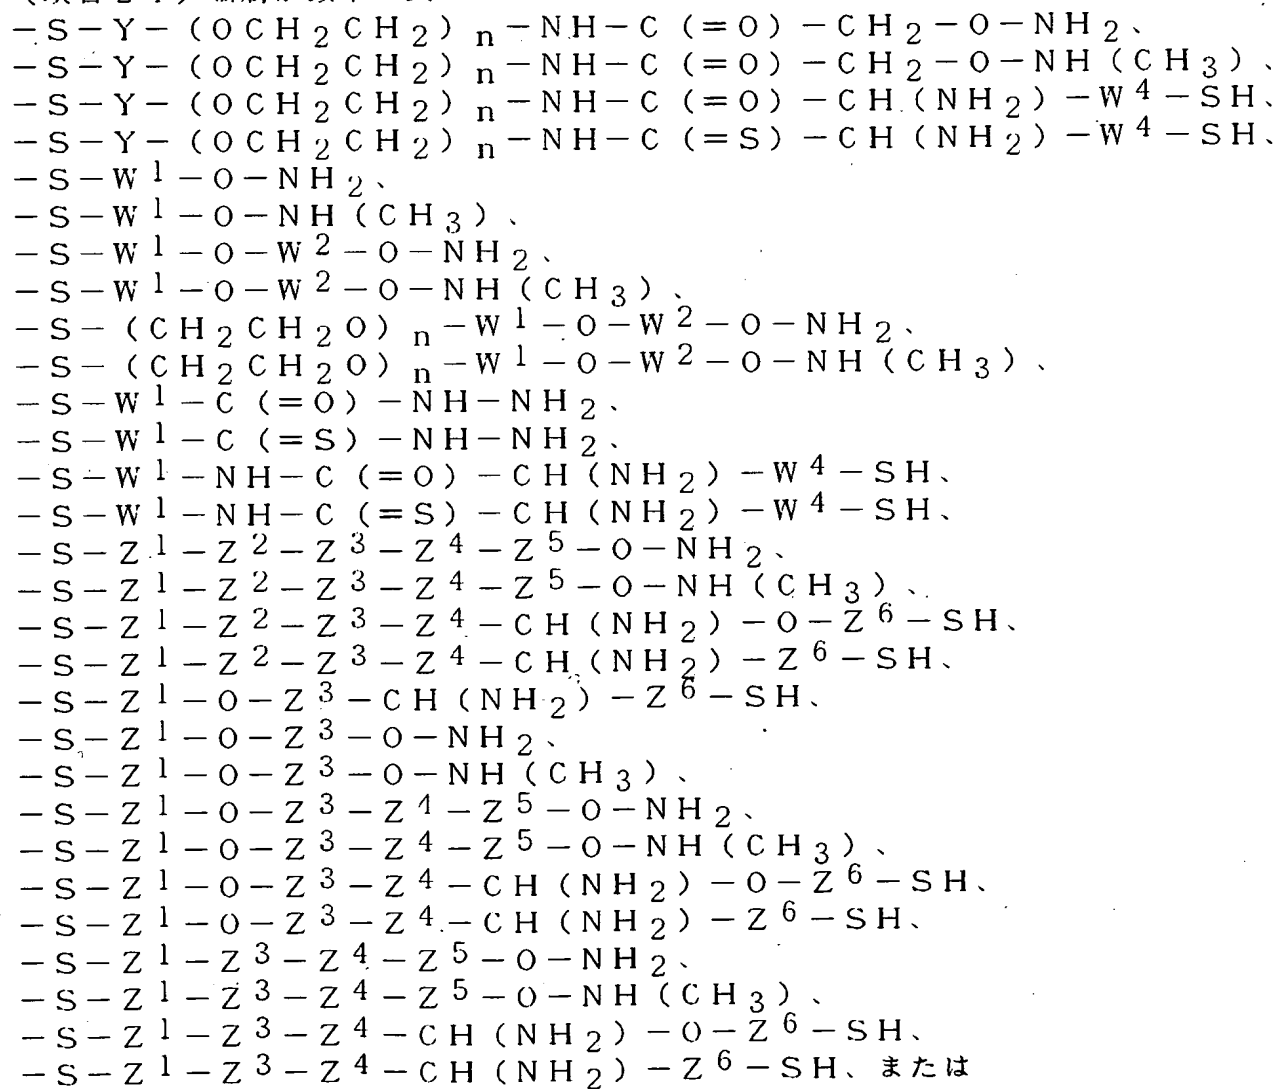 －S－Y－（OCH2CH2）n－NH－C（＝O）－CH2－O－NH2、
－S－Y－（OCH2CH2）n－NH－C（＝O）－CH2－O－NH（CH3）、
－S－Y－（OCH2CH2）n－NH－C（＝O）－CH（NH2）－W4－SH、
－S－Y－（OCH2CH2）n－NH－C（＝S）－CH（NH2）－W4－SH、
－S－W1－O－NH2、
－S－W1－O－NH（CH3）、
－S－W1－O－W2－O－NH2、
－S－W1－O－W2－O－NH（CH3）、
－S－（CH2CH2O）n－W1－O－W2－O－NH2、
－S－（CH2CH2O）n－W1－O－W2－O－NH（CH3）、
－S－W1－C（＝O）－NH－NH2、
－S－W1－C（＝S）－NH－NH2、
－S－W1－NH－C（＝O）－CH（NH2）－W4－SH、
－S－W1－NH－C（＝S）－CH（NH2）－W4－SH、
－S－Z1－Z2－Z3－Z4－Z5－O－NH2、
－S－Z1－Z2－Z3－Z4－Z5－O－NH（CH3）、
－S－Z1－Z2－Z3－Z4－CH（NH2）－O－Z6－SH、
－S－Z1－Z2－Z3－Z4－CH（NH2）－Z6－SH、
－S－Z1－O－Z3－CH（NH2）－Z6－SH、
－S－Z1－O－Z3－O－NH2、
－S－Z1－O－Z3－O－NH（CH3）、
－S－Z1－O－Z3－Z4－Z5－O－NH2、
－S－Z1－O－Z3－Z4－Z5－O－NH（CH3）、
－S－Z1－O－Z3－Z4－CH（NH2）－O－Z6－SH、
－S－Z1－O－Z3－Z4－CH（NH2）－Z6－SH、
－S－Z1－Z3－Z4－Z5－O－NH2、
－S－Z1－Z3－Z4－Z5－O－NH（CH3）、
－S－Z1－Z3－Z4－CH（NH2）－O－Z6－SH、
－S－Z1－Z3－Z4－CH（NH2）－Z6－SH、または